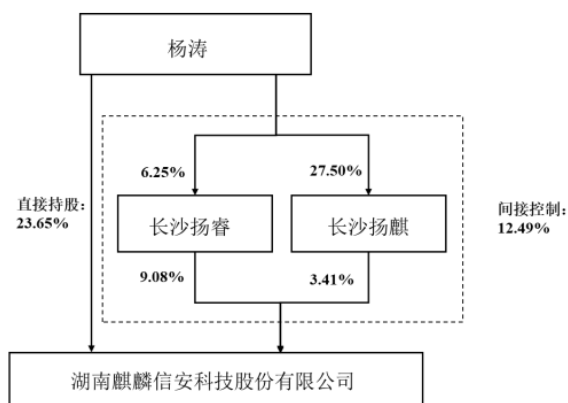 杨涛
6.25%
27.50%
直接持股：
23.65%
长沙扬睿
长沙扬麒
间接控制：
12.49%
9.08%
3.41%
湖南麒麟信安科技股份有限公司